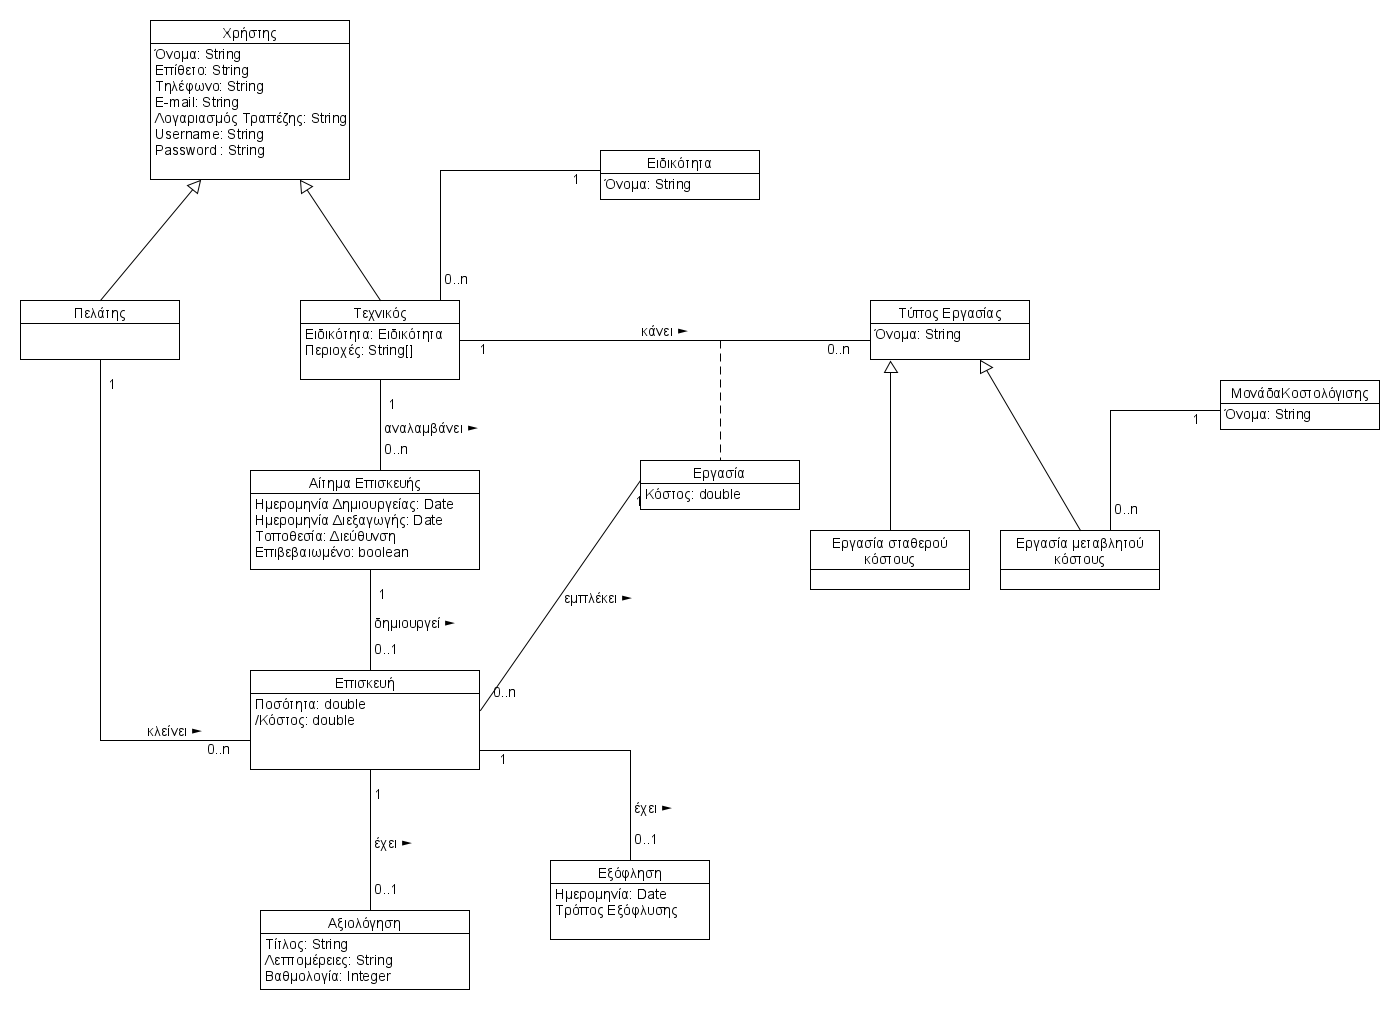 Χρήστης
Όνομα: String
Επίθετο: String
Τηλέφωνο: String
E-mail: String
Λογαριασμός Τραπέζης: String
Username: String
Password : String
Ειδικότητα
Όνομα: String
1
0..n
Πελάτης
Τεχνικός
Ειδικότητα: Ειδικότητα
Περιοχές: String[]
κάνει ►
1
0..n
Τύπος Εργασίας
Όνομα: String
ΜονάδαΚοστολόγισης
Όνομα: String
1
0..n
1
1
αναλαμβάνει ►
0..n
Αίτημα Επισκευής
Ημερομηνία Δημιουργείας: Date
Ημερομηνία Διεξαγωγής: Date
Τοποθεσία: Διεύθυνση
Επιβεβαιωμένο: boolean
Εργασία
Κόστος: double
1
Εργασία σταθερού
κόστους
Εργασία μεταβλητού
κόστους
1
δημιουργεί ►
0..1
εμπλέκει ►
0..n
Επισκευή
Ποσότητα: double
/Κόστος: double
κλείνει ►
0..n
1
1
έχει ►
0..1
έχει ►
0..1
Εξόφληση
Ημερομηνία: Date
Τρόπος Εξόφλυσης
Αξιολόγηση
Τίτλος: String
Λεπτομέρειες: String
Βαθμολογία: Integer